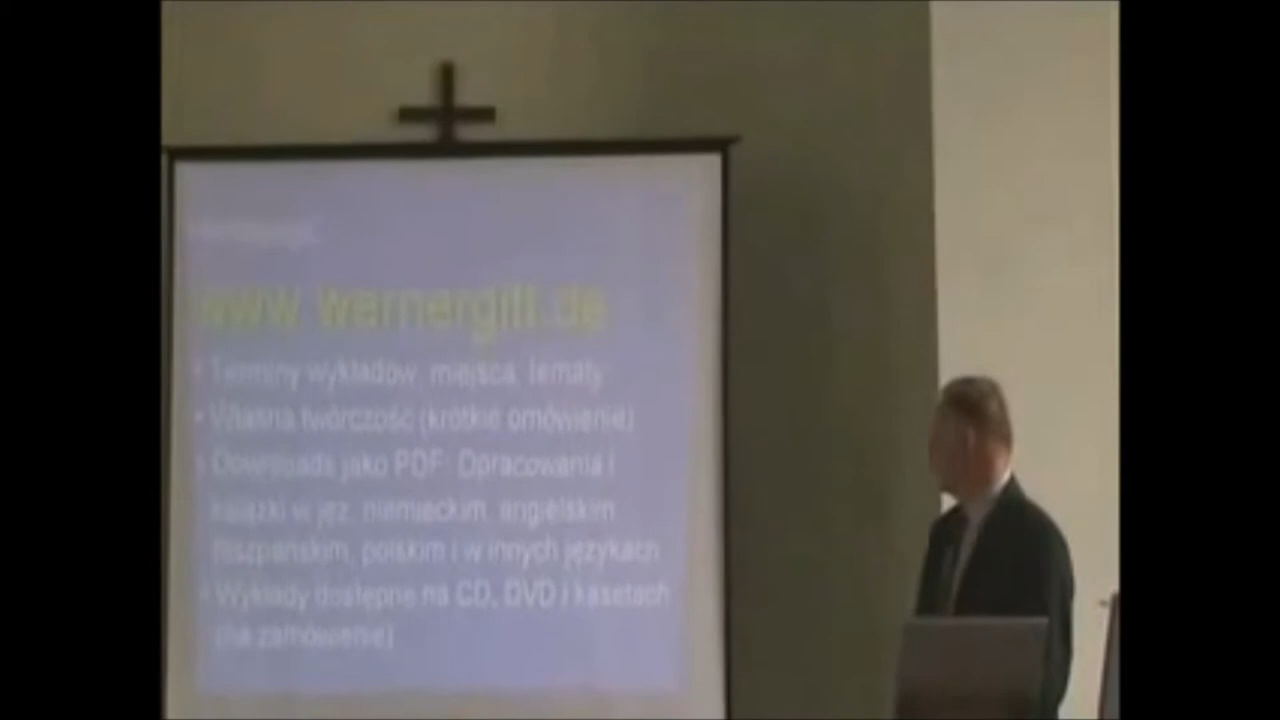 www.wernergitt.de
• Terminy wykładów, miejsca, tematy
• Własna twórczość (krótkie omówienie)
• Downloads jako PDF: Opracowania i
książki w jęz. niemieckim, angielskim
hiszpańskim, polskim i w innych językach
• Wykłady dostępne na CD, DVD i kasetach
(na zamówienie)